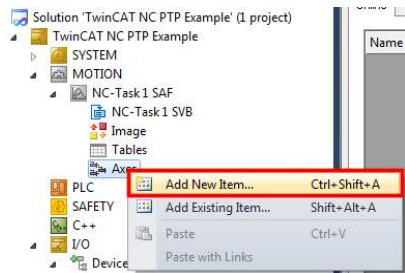 Solution 'TwinCAT NC PTP Example' (1 project)
TwinCAT NC PTP Example
SYSTEM
MOTION
NC-Task 1 SAF
NC-Task 1 SVB
Image
Tables
Axes
PLC
SAFETY
C++
I/O
Device
Name
Add New Item... Ctrl+Shift+A
Add Existing Item... Shift+Alt+A
Paste Ctrl+V
Paste with Links